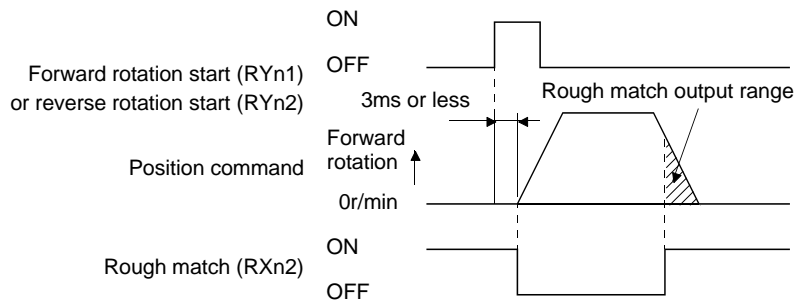 ON
OFF
Forward rotation start (RYn1)
or reverse rotation start (RYn2)
3ms or less
Rough match output range
Forward
rotation
Position command
0r/min
ON
Rough match (RXn2)
OFF